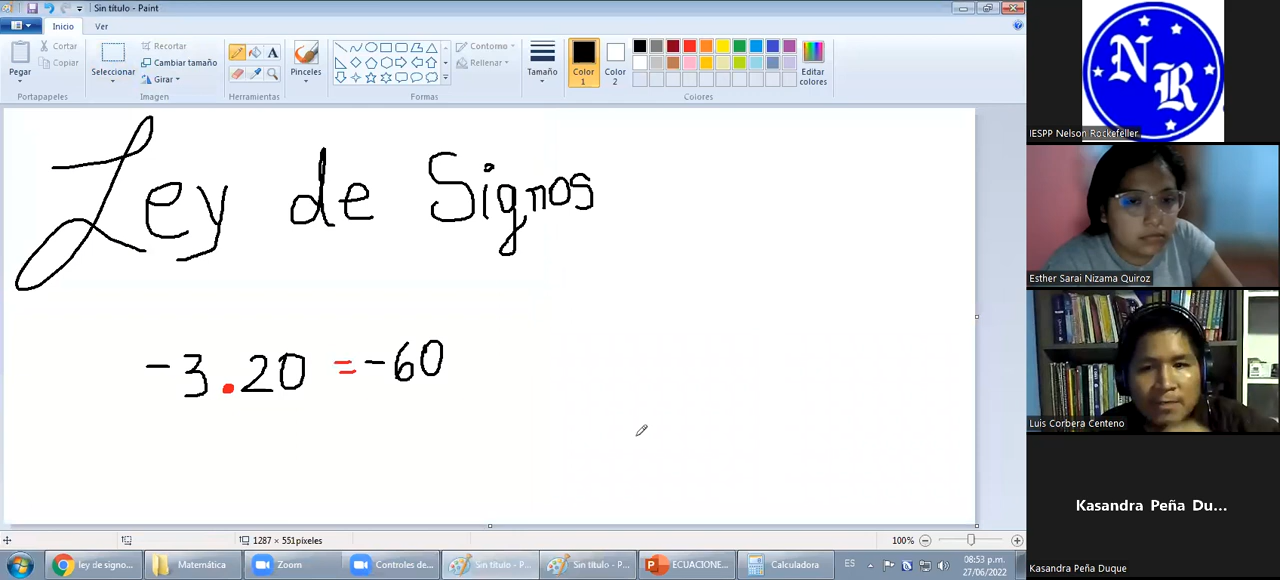 Sin título - Paint
Inicio
Ver
Pegar
Cortar
Copiar
Portapapeles
Seleccionar
Recortar
Cambiar tamaño
Girar
Imagen
A
Herramientas
Pinceles
Contorno
Rellenar
Formas
Tamaño
Color
1
Color
2
Editar
colores
Colores
Ley de Signos
-3.20 = -60
NR
IESPP Nelson Rockefeller
Esther Sarai Nizama Quiroz
Luis Corbera Centeno
Kasandra Peña Du...
Kasandra Peña Duque
1287 × 551píxeles
100%
ley de signo...
Matemática
Zoom
Controles de...
Sin título - P...
Sin título - P...
ECUACIONE...
Calculadora
ES
08:53 p.m.
27/06/2022